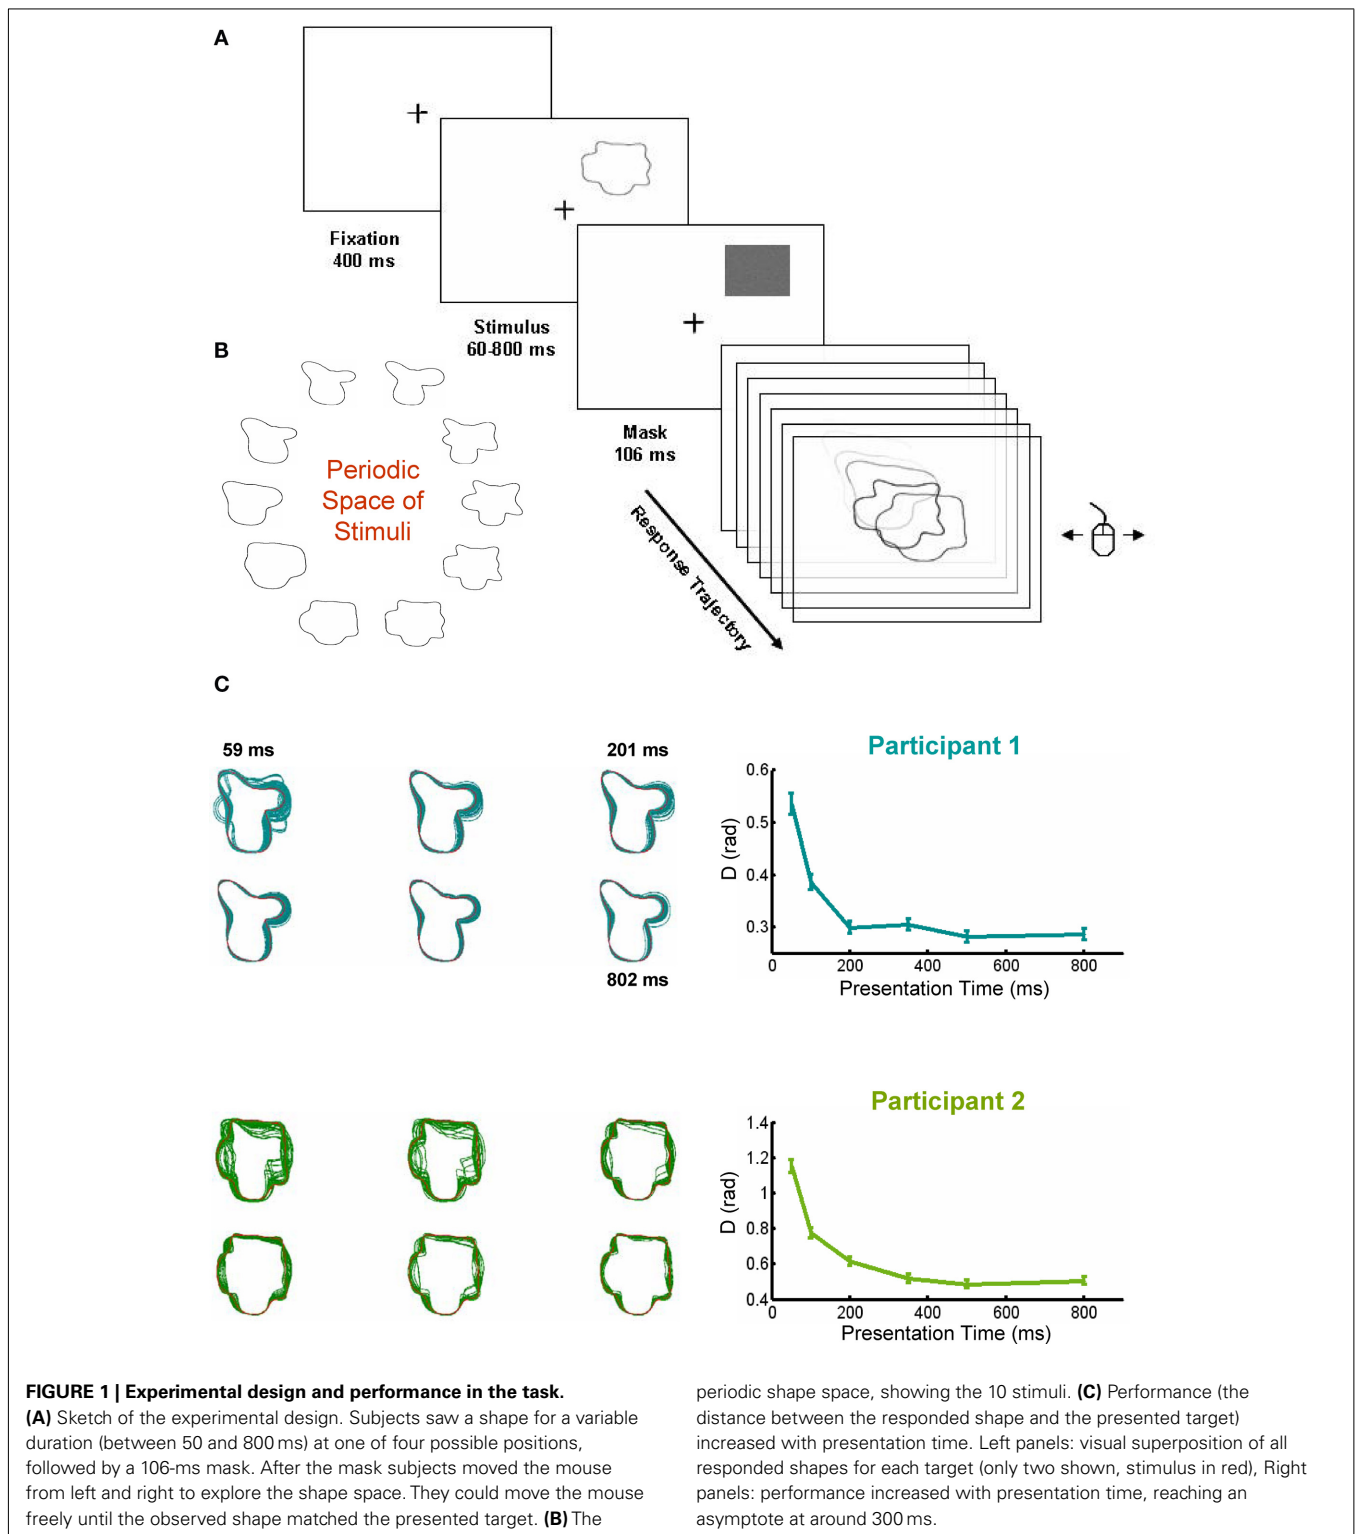 A
Fixation
400 ms
Stimulus
60-800 ms
Mask
106 ms
Response Trajectory
B
Periodic
Space of
Stimuli
C
59 ms
201 ms
802 ms
Participant 1
0.6
0.5
0.4
0.3
D (rad)
0 200 400 600 800
Presentation Time (ms)
Participant 2
1.4
1.2
1
0.8
0.6
0.4
D (rad)
0 200 400 600 800
Presentation Time (ms)
FIGURE 1 | Experimental design and performance in the task.
(A) Sketch of the experimental design. Subjects saw a shape for a variable
duration (between 50 and 800 ms) at one of four possible positions,
followed by a 106-ms mask. After the mask subjects moved the mouse
from left and right to explore the shape space. They could move the mouse
freely until the observed shape matched the presented target. (B) The
periodic shape space, showing the 10 stimuli. (C) Performance (the
distance between the responded shape and the presented target)
increased with presentation time. Left panels: visual superposition of all
responded shapes for each target (only two shown, stimulus in red), Right
panels: performance increased with presentation time, reaching an
asymptote at around 300 ms.